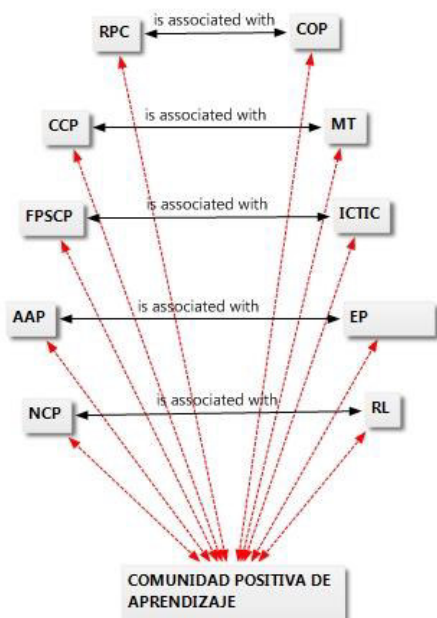 RPC is associated with COP
CCP is associated with MT
FPSCP is associated with ICTIC
AAP is associated with EP
NCP is associated with RL
COMUNIDAD POSITIVA DE
APRENDIZAJE